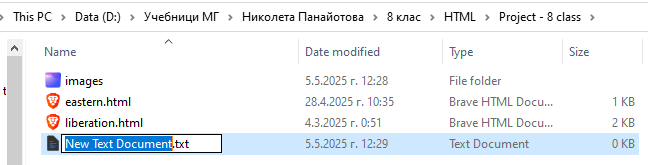 This PC > Data (D:) > Учебници МГ > Николета Панайотова > 8 клас > HTML > Project - 8 class >
Name Date modified Type Size
images 5.5.2025 г. 12:28 File folder
eastern.html 28.4.2025 г. 10:35 Brave HTML Docu... 1 KB
liberation.html 4.3.2025 г. 0:51 Brave HTML Docu... 2 KB
New Text Document.txt 5.5.2025 г. 12:29 Text Document 0 KB